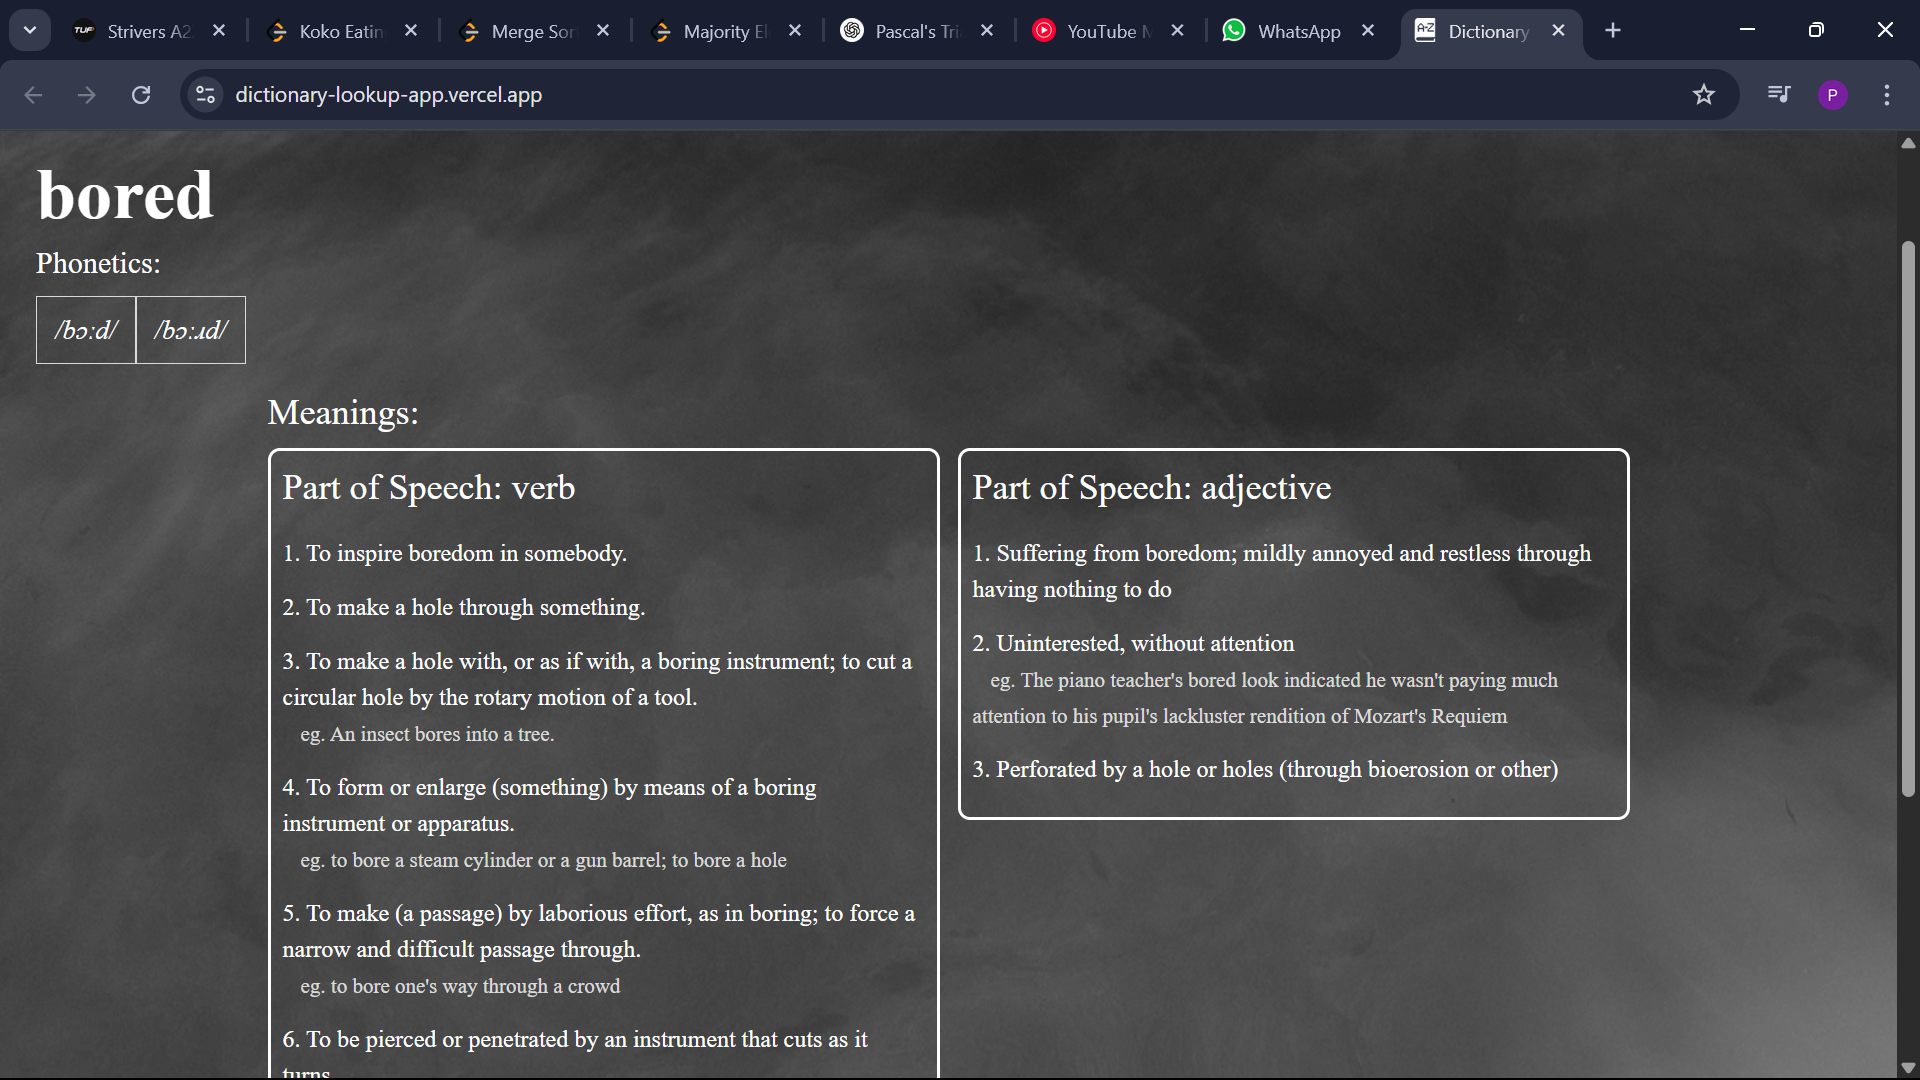 Strivers A2
Koko Eatin
Merge Sor
Majority El
Pascal's Tri
YouTube M
WhatsApp
Dictionary
dictionary-lookup-app.vercel.app
P
bored
Phonetics:
/bɔːd/ /bɔːɹd/
Meanings:
Part of Speech: verb
1. To inspire boredom in somebody.
2. To make a hole through something.
3. To make a hole with, or as if with, a boring instrument; to cut a
circular hole by the rotary motion of a tool.
eg. An insect bores into a tree.
4. To form or enlarge (something) by means of a boring
instrument or apparatus.
eg. to bore a steam cylinder or a gun barrel; to bore a hole
5. To make (a passage) by laborious effort, as in boring; to force a
narrow and difficult passage through.
eg. to bore one's way through a crowd
6. To be pierced or penetrated by an instrument that cuts as it
turns.
Part of Speech: adjective
1. Suffering from boredom; mildly annoyed and restless through
having nothing to do
2. Uninterested, without attention
eg. The piano teacher's bored look indicated he wasn't paying much
attention to his pupil's lackluster rendition of Mozart's Requiem
3. Perforated by a hole or holes (through bioerosion or other)